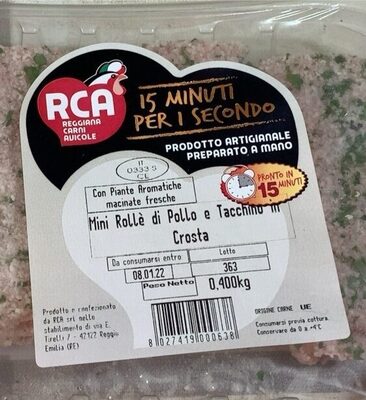 RCA
REGGIANA
CARNI
AVICOLE
15 MINUTI
PER I SECONDO
PRODOTTO ARTIGIANALE
PREPARATO A MANO
IT
0333 S
CE
PRONTO IN
15 MINUTI
Con Piante Aromatiche
macinate fresche
Mini Rollè di Pollo e Tacchino in
Crosta
Da consumarsi entro
Lotto
08.01.22
363
Peso Netto
0,400kg
Prodotto e confezionato
da RCA srl nello
stabilimento di via E.
Tirelli 7 - 42122 Reggio
Emilia (RE)
8 027419 000638
ORIGINE CARNE UE
Consumarsi previa cottura.
Conservare da 0 a +4°C